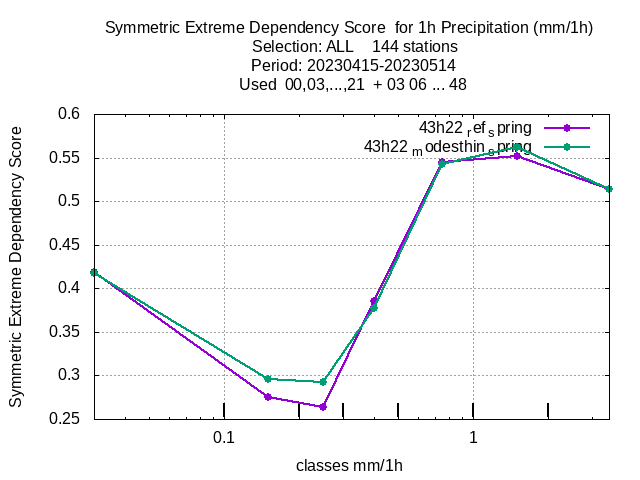 Symmetric Extreme Dependency Score  for 1h Precipitation (mm/1h)
Selection: ALL    144 stations
Period: 20230415-20230514
Used  00,03,...,21  + 03 06 ... 48
43h22 ref spring
43h22 modesthin spring
0.6
0.55
0.5
0.45
0.4
0.35
0.3
0.25
Symmetric Extreme Dependency Score
0.1
1
classes mm/1h